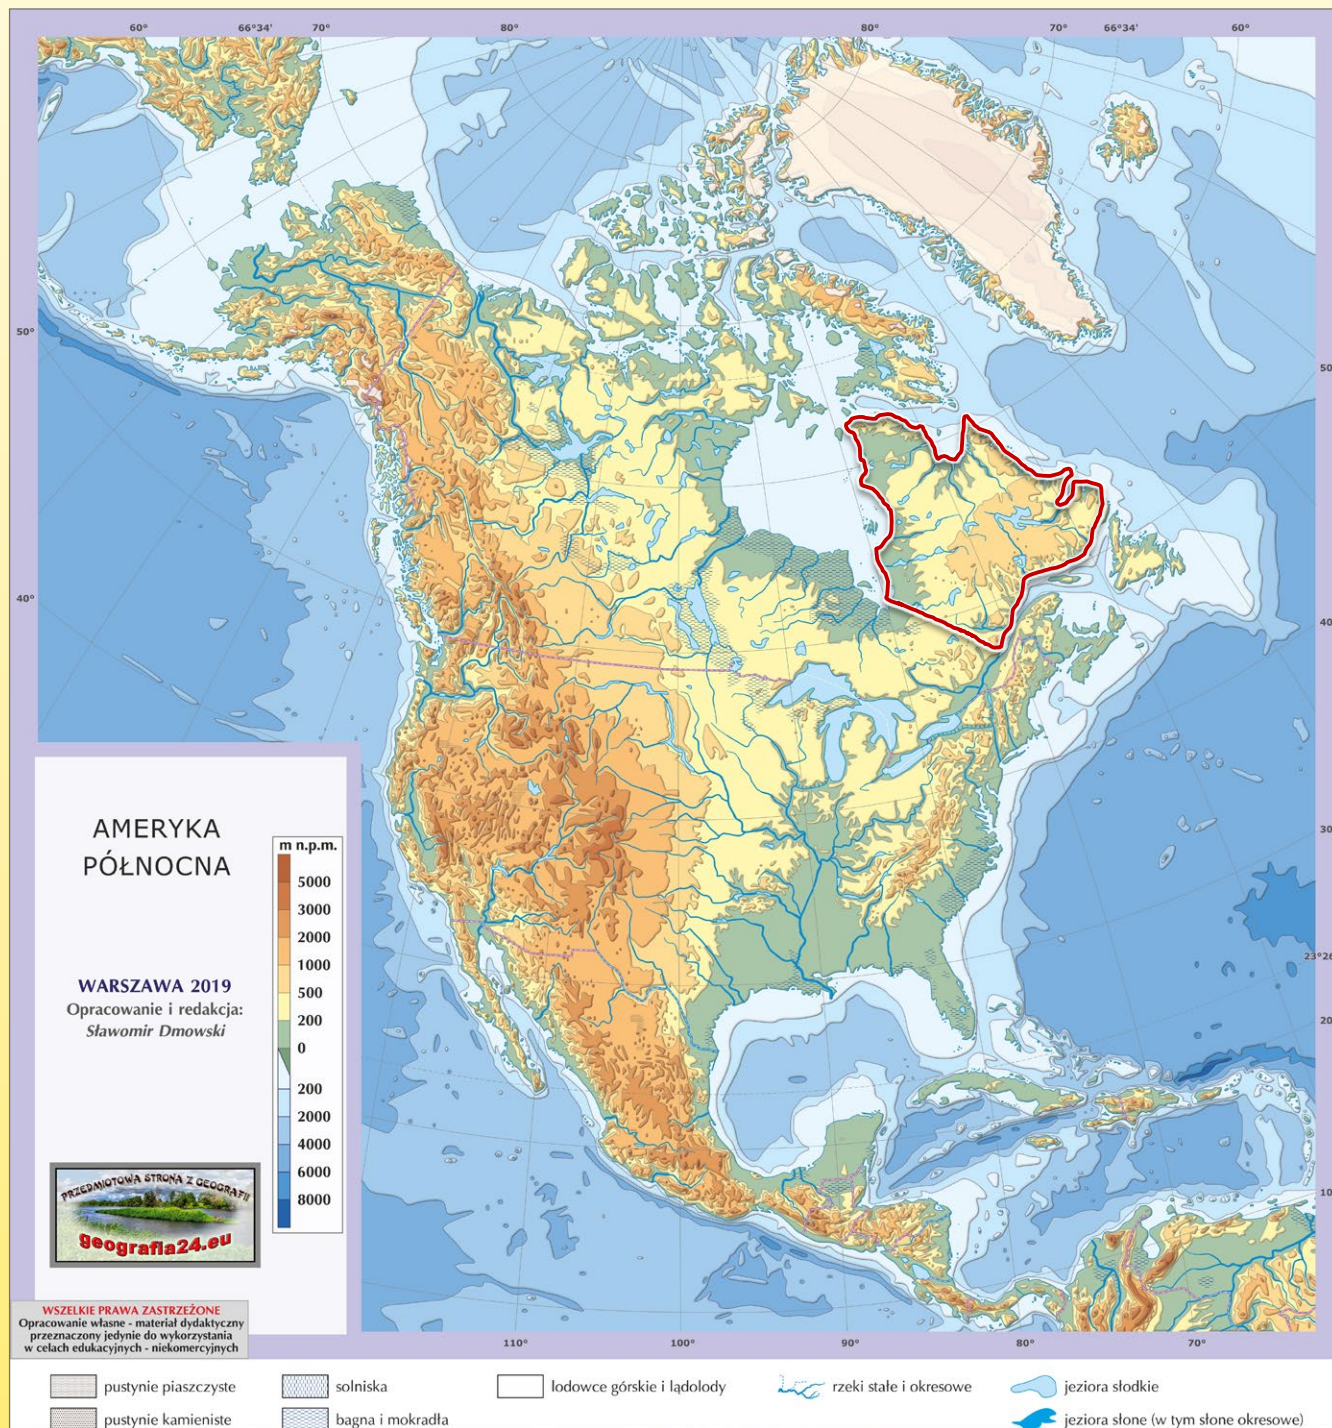 60° 66°34' 70° 80° 80° 70° 66°34' 60°
50°
50
40°
40
30
AMERYKA
PÓŁNOCNA
m n.p.m.
5000
3000
2000
1000
500
200
0
200
2000
4000
6000
8000
WARSZAWA 2019
Opracowanie i redakcja:
Sławomir Dmowski
23°26
20
10
PRZEDMIOTOWA STRONA Z GEOGRAFII
geografia24.eu
WSZELKIE PRAWA ZASTRZEŻONE
Opracowanie własne - materiał dydaktyczny
przeznaczony jedynie do wykorzystania
w celach edukacyjnych - niekomercyjnych
110° 100° 90° 80° 70°
pustynie piaszczyste
solniska
lodowce górskie i lądolody
rzeki stałe i okresowe
jeziora słodkie
pustynie kamieniste
bagna i mokradła
jeziora słone (w tym słone okresowe)